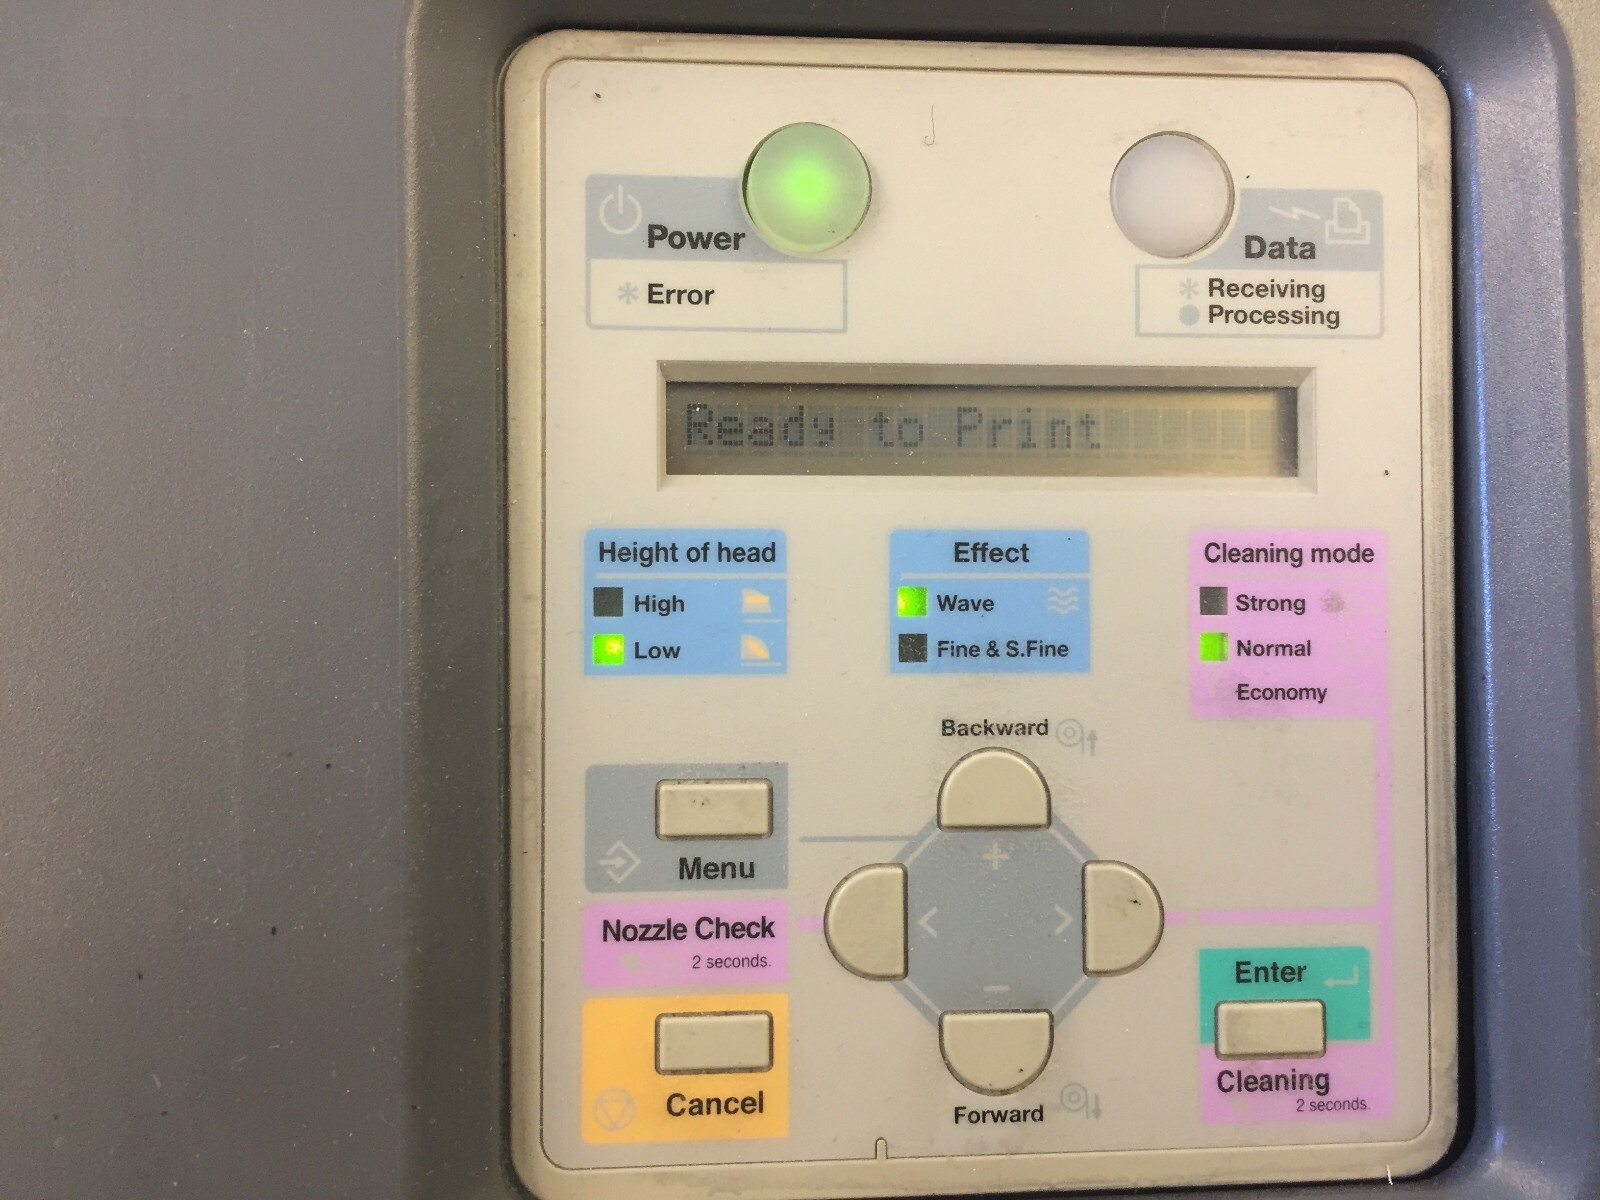 Power
Error
Data
Receiving
Processing
Ready to Print
Height of head
High
Low
Effect
Wave
Fine & S.Fine
Cleaning mode
Strong
Normal
Economy
Backward
+
Menu
< >
Nozzle Check
2 seconds.
−
Enter
Cancel
Forward
Cleaning
2 seconds.